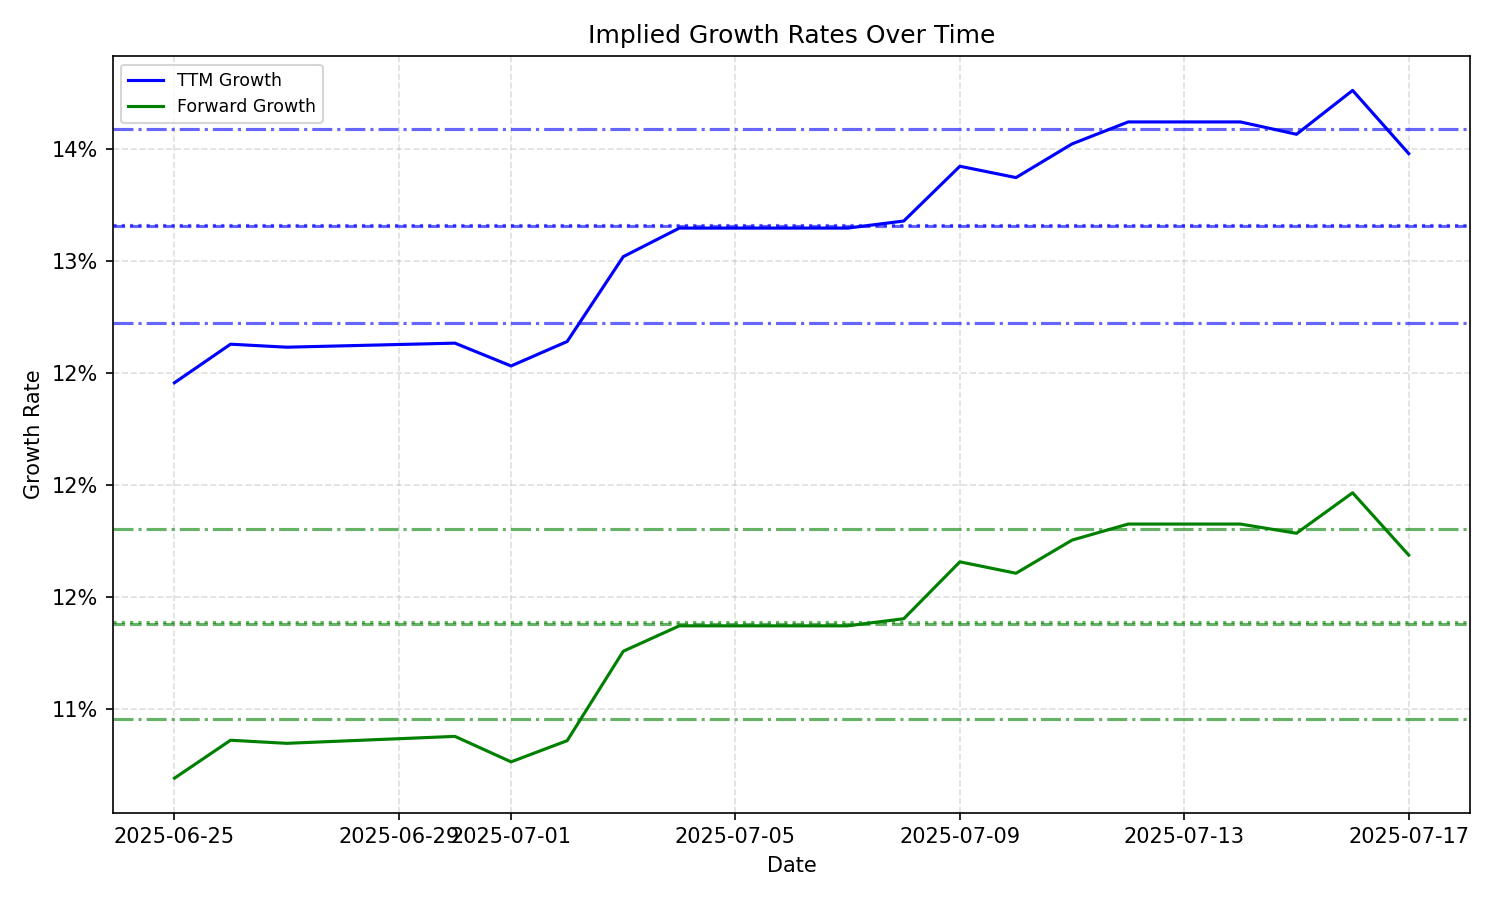 Implied Growth Rates Over Time
TTM Growth
Forward Growth
14%
13%
12%
12%
12%
11%
Growth Rate
2025-06-25
2025-06-29
2025-07-01
2025-07-05
2025-07-09
2025-07-13
2025-07-17
Date